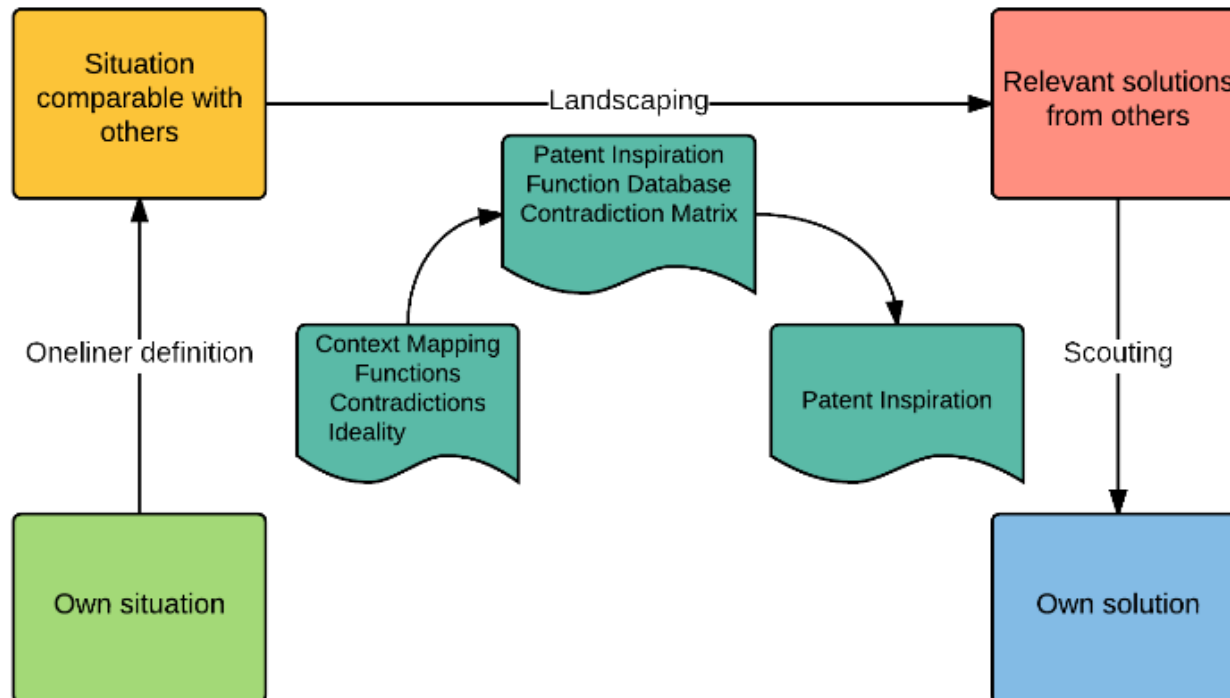 Situation
comparable with
others
Landscaping
Relevant solutions
from others
Patent Inspiration
Function Database
Contradiction Matrix
Oneliner definition
Context Mapping
Functions
Contradictions
Ideality
Patent Inspiration
Scouting
Own situation
Own solution